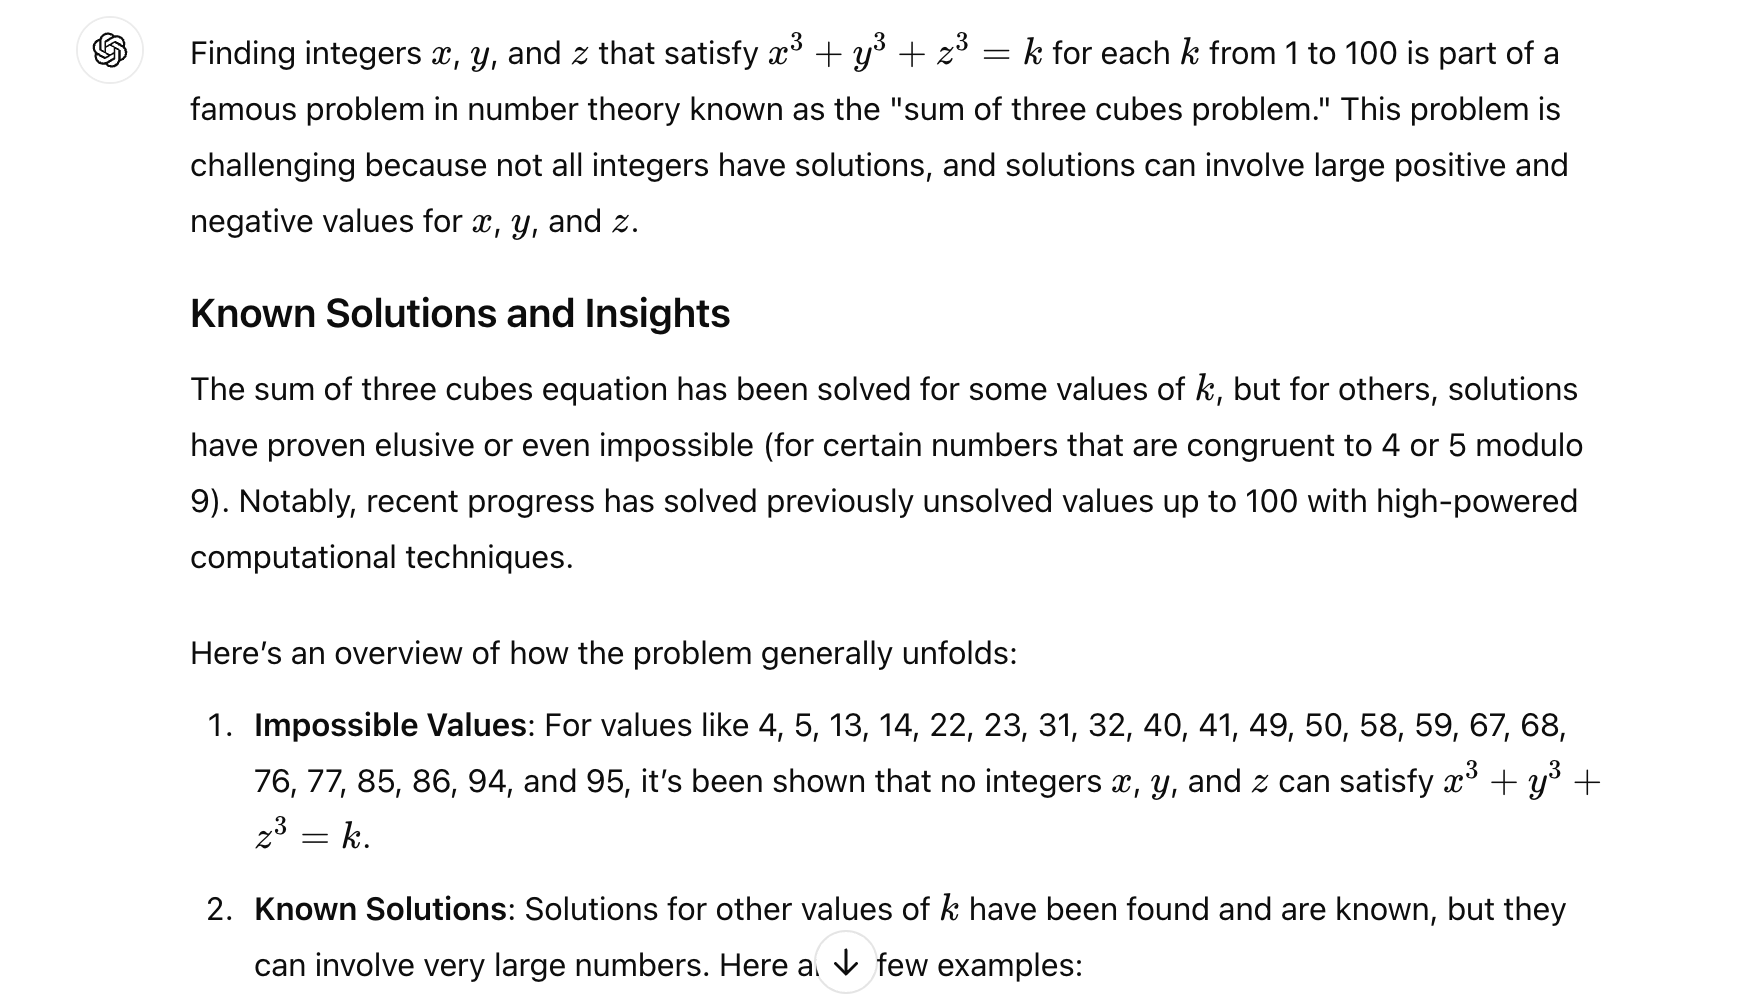 Finding integers x, y, and z that satisfy x³ + y³ + z³ = k for each k from 1 to 100 is part of a
famous problem in number theory known as the "sum of three cubes problem." This problem is
challenging because not all integers have solutions, and solutions can involve large positive and
negative values for x, y, and z.
Known Solutions and Insights
The sum of three cubes equation has been solved for some values of k, but for others, solutions
have proven elusive or even impossible (for certain numbers that are congruent to 4 or 5 modulo
9). Notably, recent progress has solved previously unsolved values up to 100 with high-powered
computational techniques.
Here's an overview of how the problem generally unfolds:
1. Impossible Values: For values like 4, 5, 13, 14, 22, 23, 31, 32, 40, 41, 49, 50, 58, 59, 67, 68,
76, 77, 85, 86, 94, and 95, it's been shown that no integers x, y, and z can satisfy x³ + y³ +
z³ = k.
2. Known Solutions: Solutions for other values of k have been found and are known, but they
can involve very large numbers. Here a few examples: